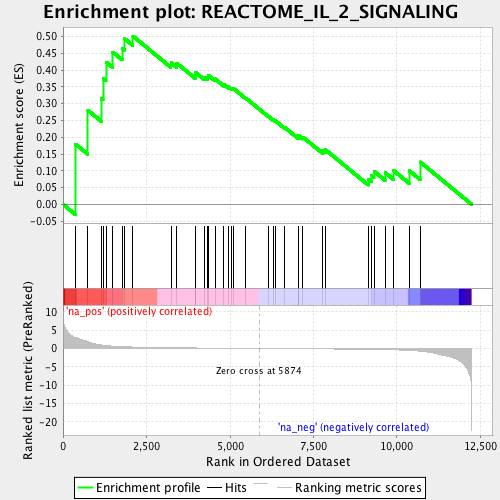 Enrichment plot: REACTOME_IL_2_SIGNALING
Enrichment score (ES)
0.50
0.45
0.40
0.35
0.30
0.25
0.20
0.15
0.10
0.05
0.00
-0.05
'na_pos' (positively correlated)
Ranked list metric (PreRanked)
10
5
0
-5
-10
-15
-20
Zero cross at 5874
'na_neg' (negatively correlated)
0
2,500
5,000
7,500
10,000
12,500
Rank in Ordered Dataset
Enrichment profile
Hits
Ranking metric scores